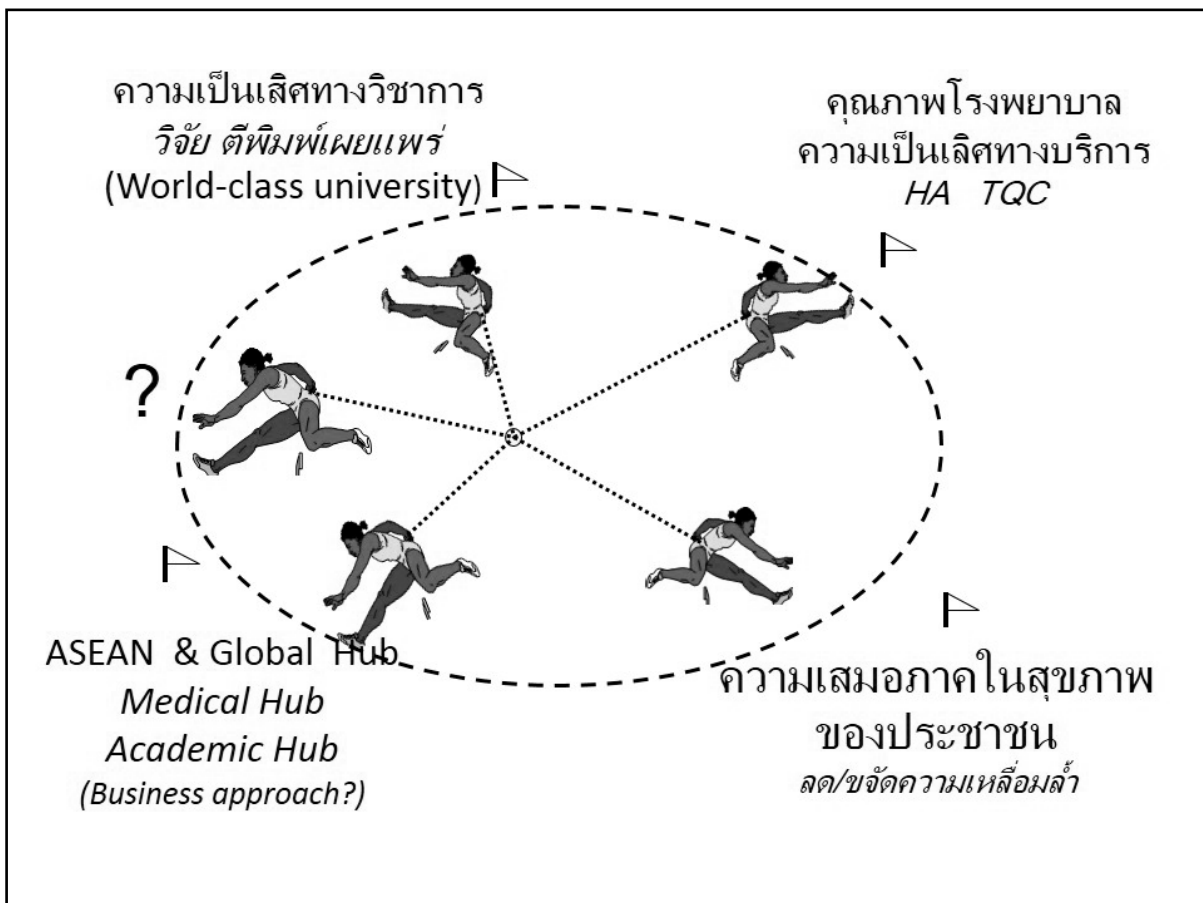 ความเป็นเสิศทางวิชาการ
วิจัย ตีพิมพ์เผยแพร่
(World-class university)
คุณภาพโรงพยาบาล
ความเป็นเลิศทางบริการ
HA TQC
?
ASEAN & Global Hub
Medical Hub
Academic Hub
(Business approach?)
ความเสมอภาคในสุขภาพ
ของประชาชน
ลด/ขจัดความเหลื่อมล้ำ